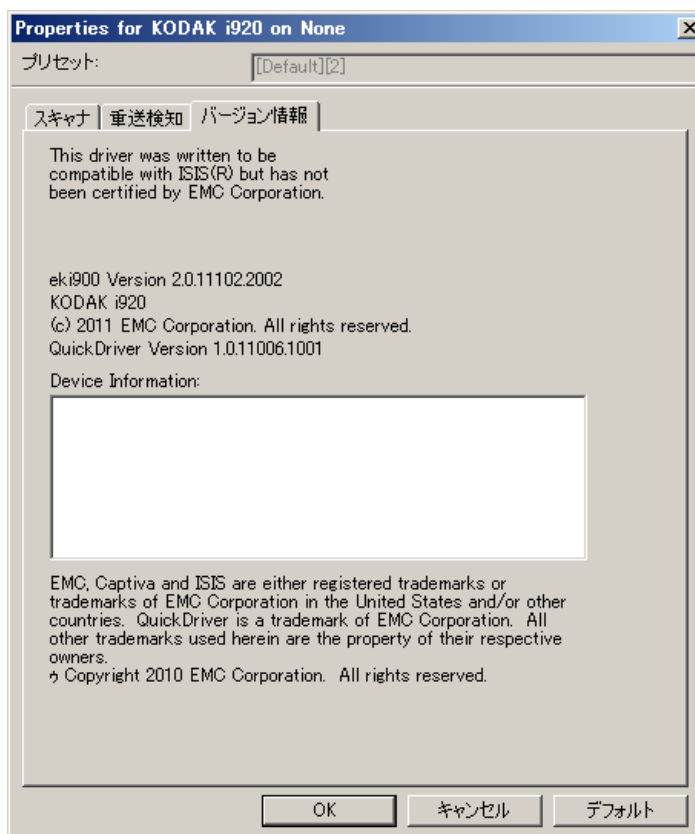 Properties for KODAK i920 on None
プリセット:
[Default][2]
スキャナ
重送検知
バージョン情報
This driver was written to be
compatible with ISIS(R) but has not
been certified by EMC Corporation.
eki900 Version 2.0.11102.2002
KODAK i920
(c) 2011 EMC Corporation. All rights reserved.
QuickDriver Version 1.0.11006.1001
Device Information:
EMC, Captiva and ISIS are either registered trademarks or
trademarks of EMC Corporation in the United States and/or other
countries.  QuickDriver is a trademark of EMC Corporation.  All
other trademarks used herein are the property of their respective
owners.
ゥ Copyright 2010 EMC Corporation.  All rights reserved.
OK
キャンセル
デフォルト